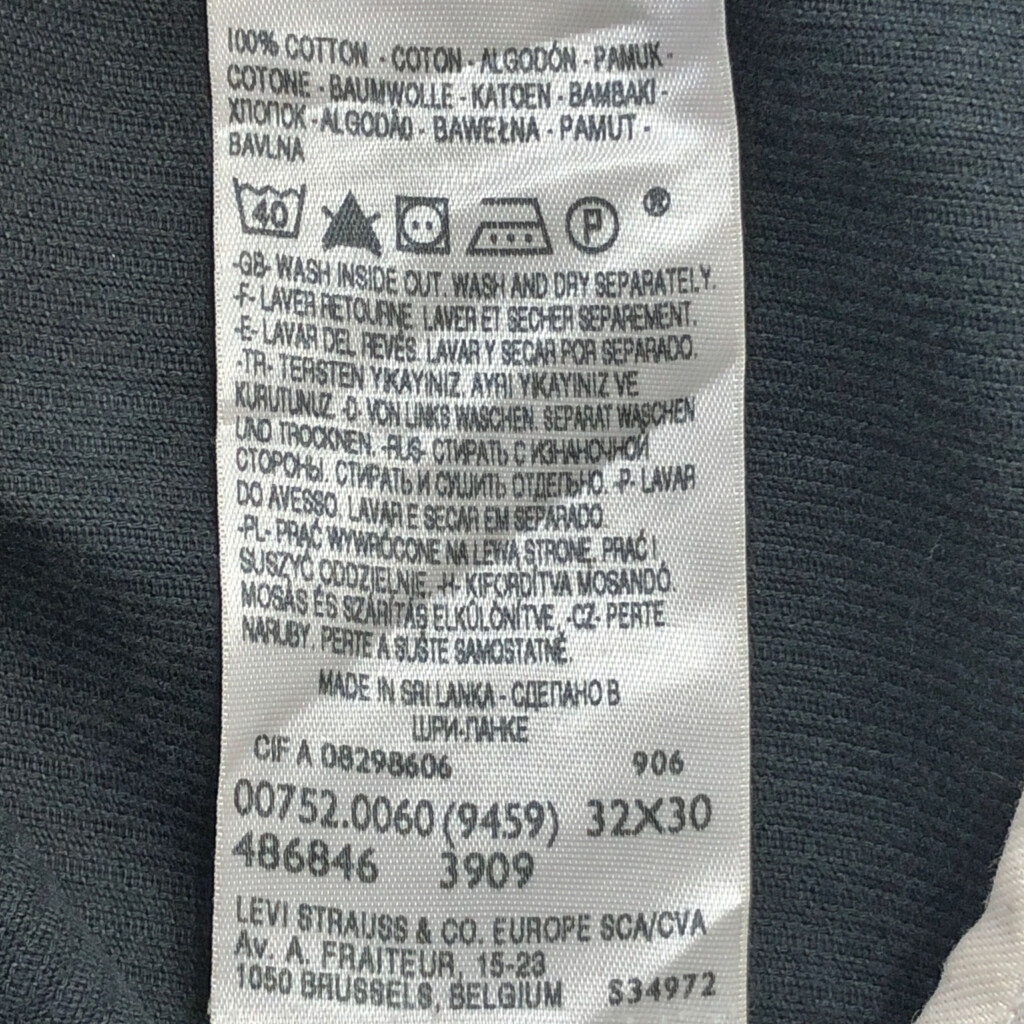 100% COTTON - COTON - ALGODÓN - PAMUK -
COTONE - BAUMWOLLE - KATOEN - BAMBAKI -
ХЛОПОК - ALGODÃO - BAWEŁNA - PAMUT -
BAVLNA
40 P ®
-GB- WASH INSIDE OUT. WASH AND DRY SEPARATELY.
-F- LAVER RETOURNE. LAVER ET SECHER SEPAREMENT.
-E- LAVAR DEL REVÉS. LAVAR Y SECAR POR SEPARADO.
-TR- TERSTEN YIKAYINIZ. AYRI YIKAYINIZ VE
KURUTUNUZ. -D- VON LINKS WASCHEN. SEPARAT WASCHEN
UND TROCKNEN. -RUS- СТИРАТЬ С ИЗНАНОЧНОЙ
СТОРОНЫ. СТИРАТЬ И СУШИТЬ ОТДЕЛЬНО. -P- LAVAR
DO AVESSO. LAVAR E SECAR EM SEPARADO.
-PL- PRAĆ WYWRÓCONE NA LEWĄ STRONĘ. PRAĆ I
SUSZYĆ ODDZIELNIE. -H- KIFORDÍTVA MOSANDÓ.
MOSÁS ÉS SZÁRÍTÁS ELKÜLÖNÍTVE. -CZ- PERTE
NARUBY. PERTE A SUŠTE SAMOSTATNĚ.
MADE IN SRI LANKA - СДЕЛАНО В
ШРИ-ЛАНКЕ
CIF A 08298606 906
00752.0060 (9459) 32X30
486846 3909
LEVI STRAUSS & CO. EUROPE SCA/CVA
Av. A. FRAITEUR, 15-23
1050 BRUSSELS, BELGIUM S34972